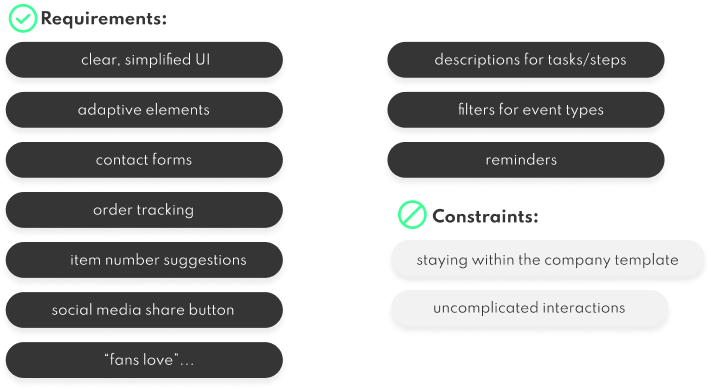 Requirements:
clear, simplified UI
adaptive elements
contact forms
order tracking
item number suggestions
social media share button
“fans love”...
descriptions for tasks/steps
filters for event types
reminders
Constraints:
staying within the company template
uncomplicated interactions